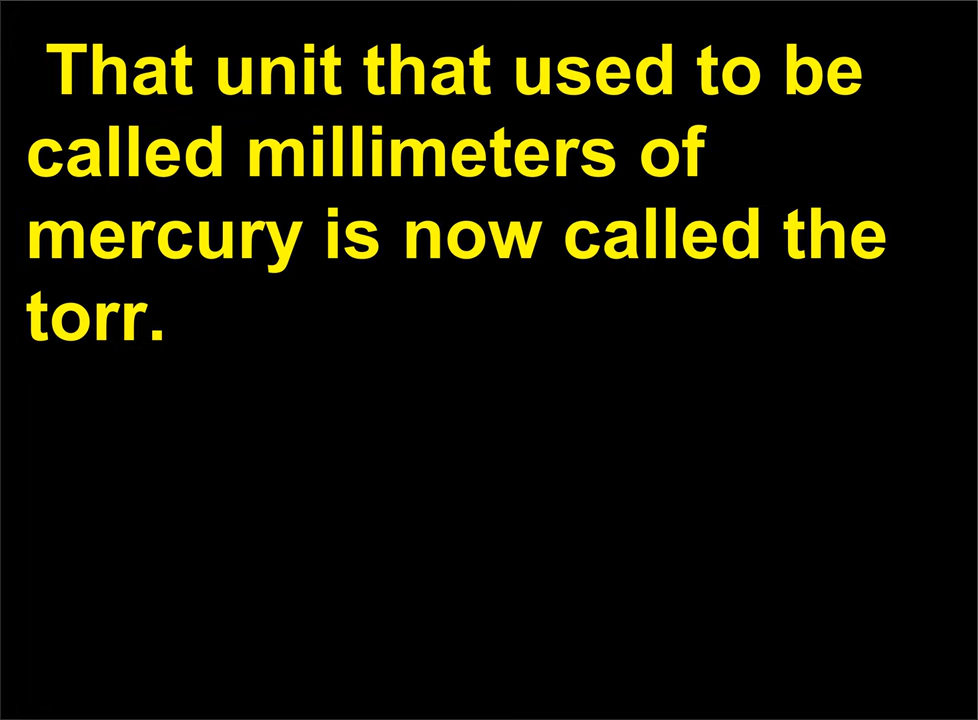 That unit that used to be
called millimeters of
mercury is now called the
torr.